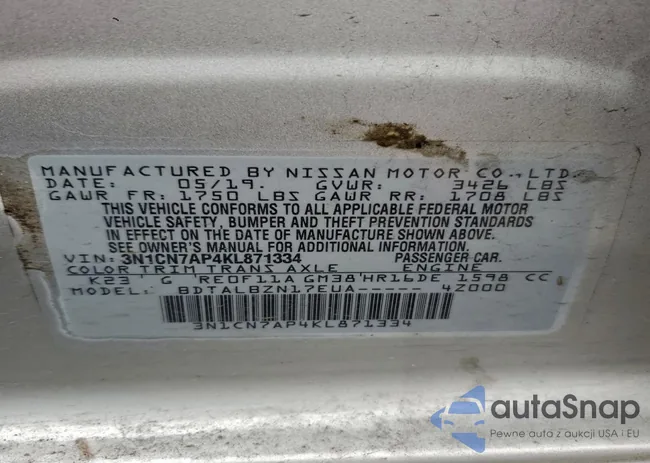 MANUFACTURED BY NISSAN MOTOR CO., LTD.
DATE: 05/19. GVWR: 3426 LBS
GAWR FR: 1750 LBS GAWR RR: 1708 LBS
THIS VEHICLE CONFORMS TO ALL APPLICABLE FEDERAL MOTOR
VEHICLE SAFETY, BUMPER AND THEFT PREVENTION STANDARDS
IN EFFECT ON THE DATE OF MANUFACTURE SHOWN ABOVE.
SEE OWNER'S MANUAL FOR ADDITIONAL INFORMATION
VIN: 3N1CN7AP4KL871334 PASSENGER CAR.
COLOR TRIM TRANS AXLE ENGINE
K23 G RE0F11A GM38 HR16DE 1598 CC
MODEL: BDTALBZN17EUA----- 4Z000
3N1CN7AP4KL871334
autaSnap
Pewne auta z aukcji USA i EU